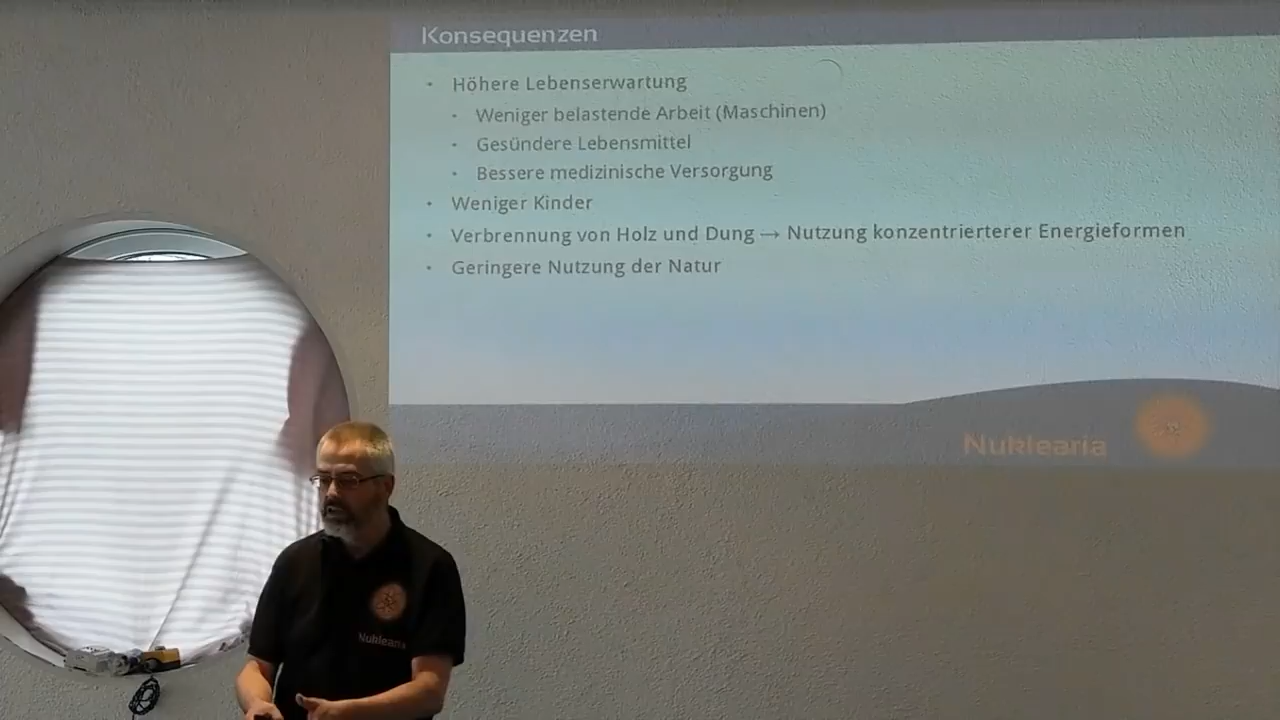 Konsequenzen
Höhere Lebenserwartung
Weniger belastende Arbeit (Maschinen)
Gesündere Lebensmittel
Bessere medizinische Versorgung
Weniger Kinder
Verbrennung von Holz und Dung → Nutzung konzentrierterer Energieformen
Geringere Nutzung der Natur
Nuklearia
Nuklearia